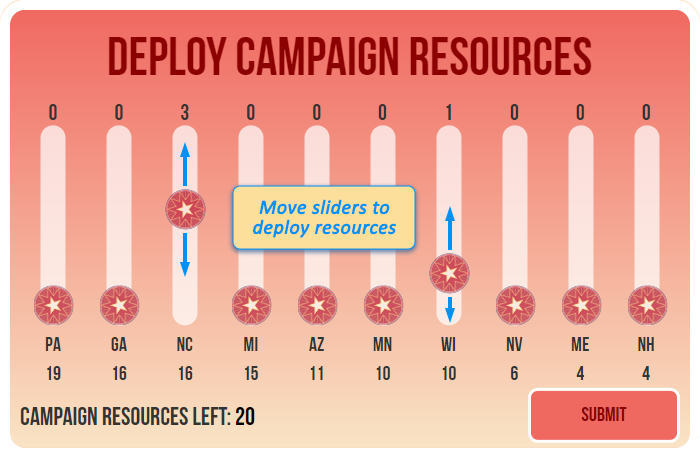 DEPLOY CAMPAIGN RESOURCES
0 0 3 0 0 0 1 0 0 0
Move sliders to
deploy resources
PA GA NC MI AZ MN WI NV ME NH
19 16 16 15 11 10 10 6 4 4
CAMPAIGN RESOURCES LEFT: 20
SUBMIT